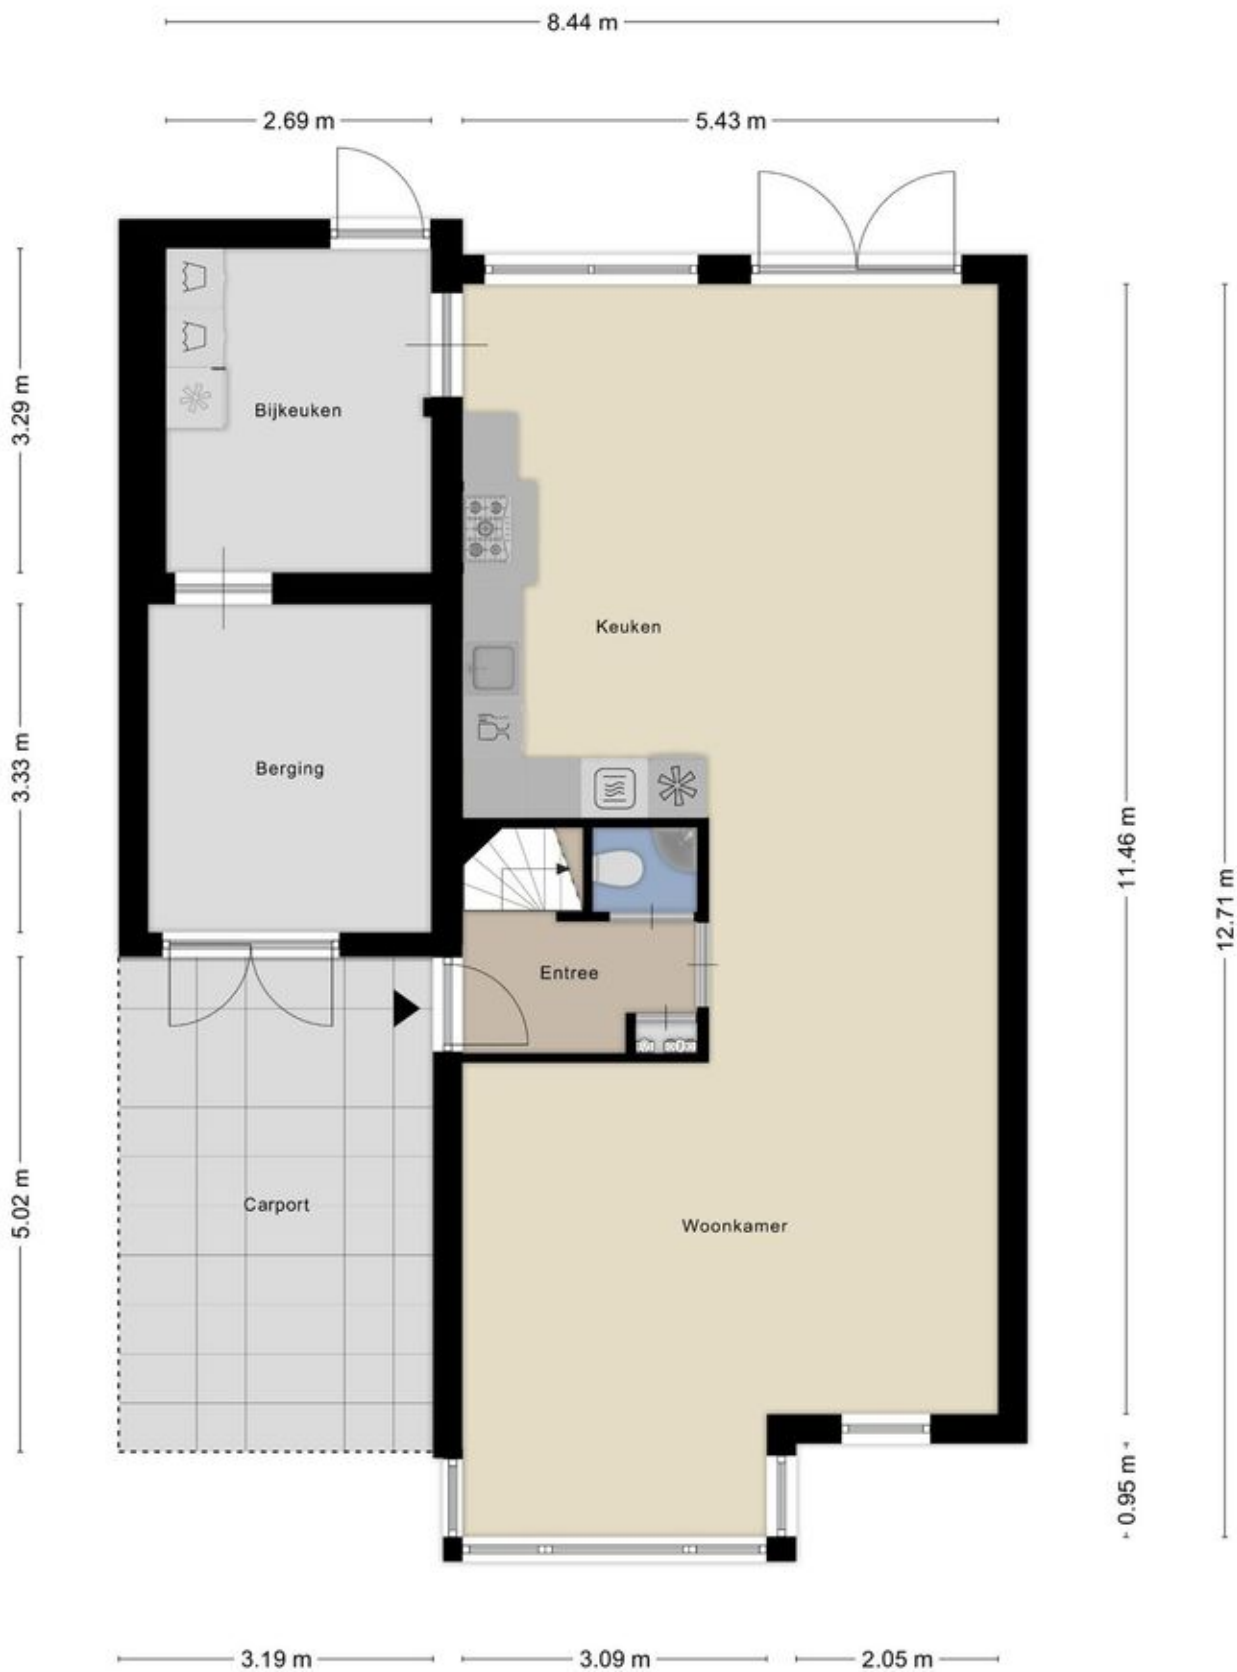 8.44 m
2.69 m
5.43 m
3.29 m
Bijkeuken
Keuken
3.33 m
Berging
11.46 m
12.71 m
Entree
5.02 m
Carport
Woonkamer
0.95 m
3.19 m
3.09 m
2.05 m